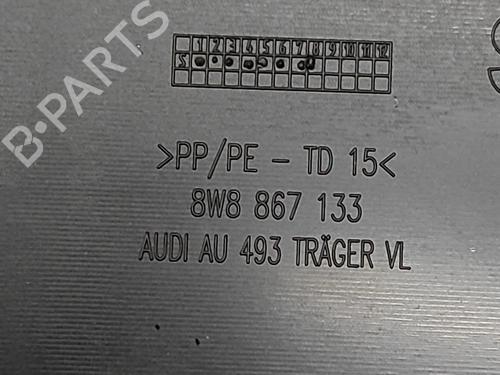 B-PARTS
1 2 3 4 5 6 7 8 9 10 11 12
>PP/PE - TD 15<
8W8 867 133
AUDI AU 493 TRÄGER VL